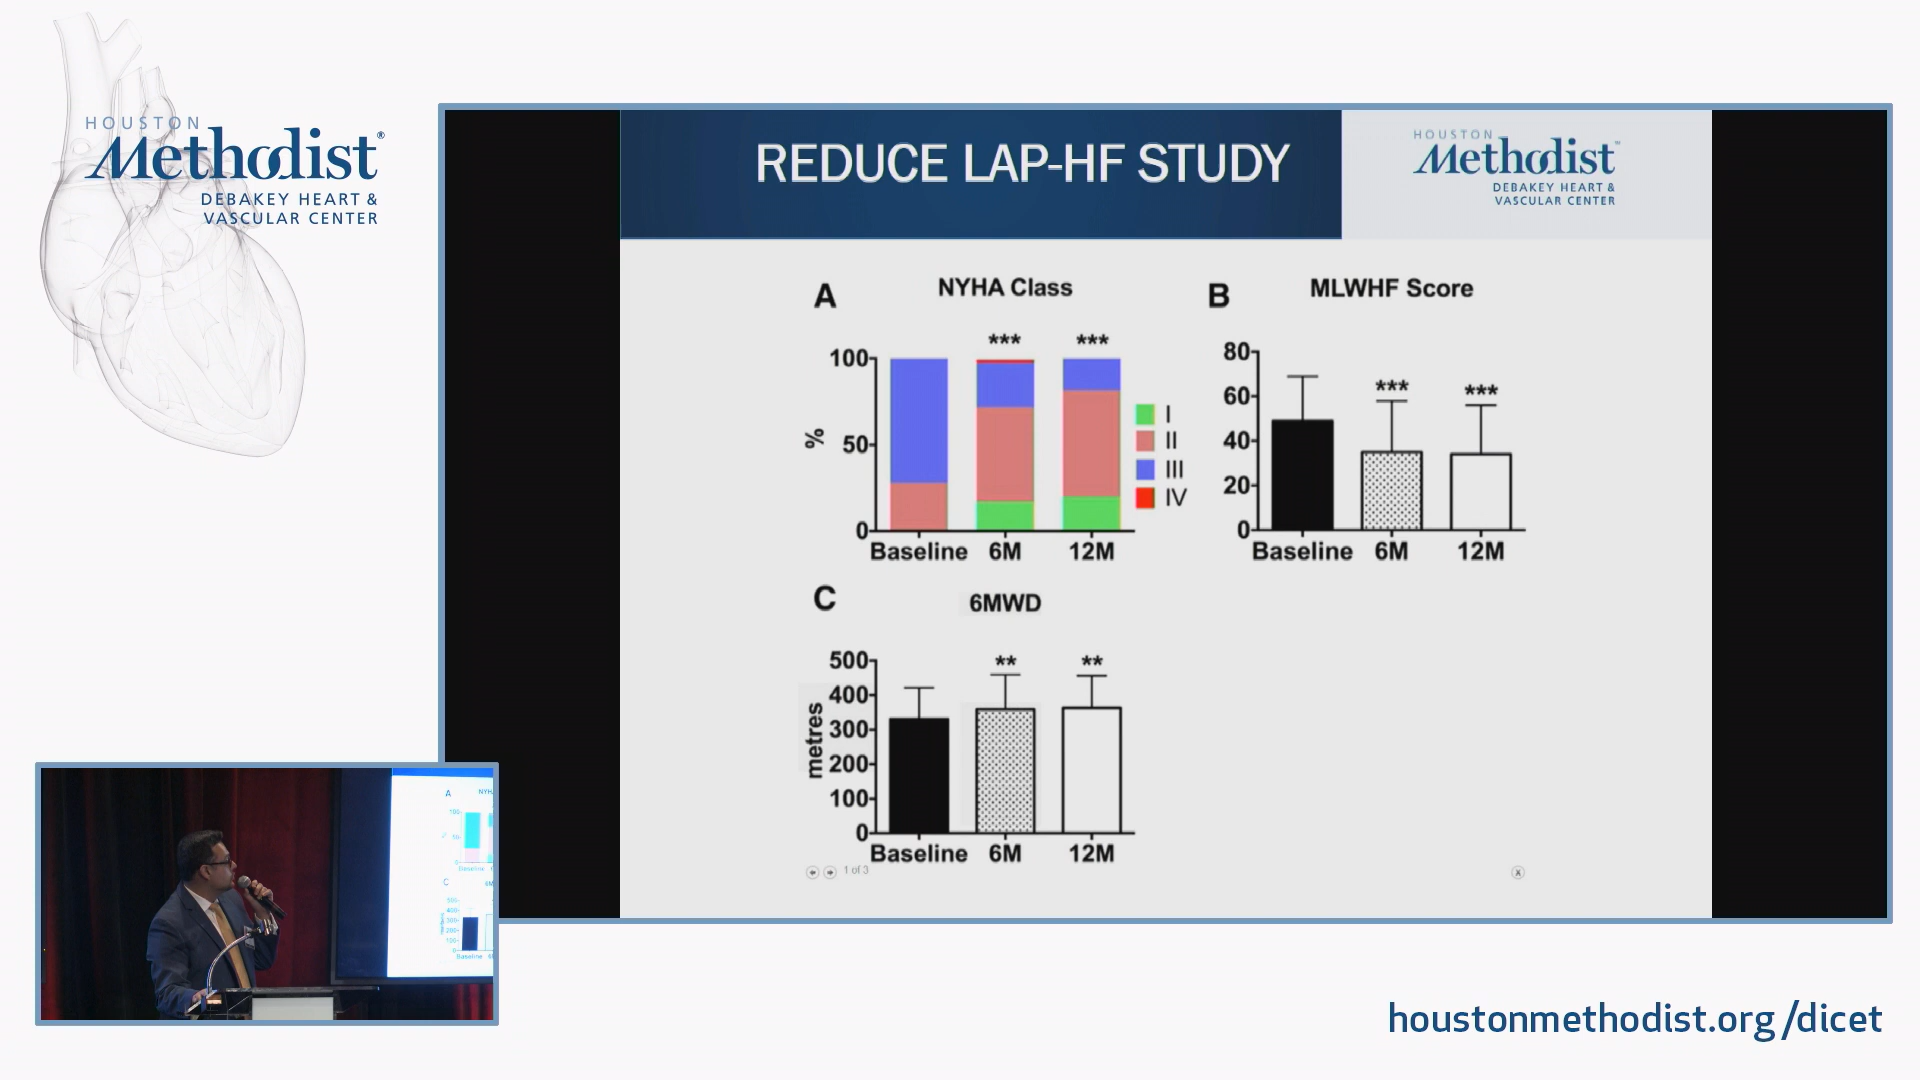 HOUSTON
Methodist®
DEBAKEY HEART &
VASCULAR CENTER
REDUCE LAP-HF STUDY
HOUSTON
Methodist
DEBAKEY HEART &
VASCULAR CENTER
A
NYHA Class
***
***
100
50
0
%
I
II
III
IV
Baseline 6M 12M
B
MLWHF Score
80
60
40
20
0
***
***
Baseline 6M 12M
C
6MWD
500
400
300
200
100
0
metres
**
**
Baseline 6M 12M
1 of 3
X
A
C
Baseline
Baseline
houstonmethodist.org/dicet